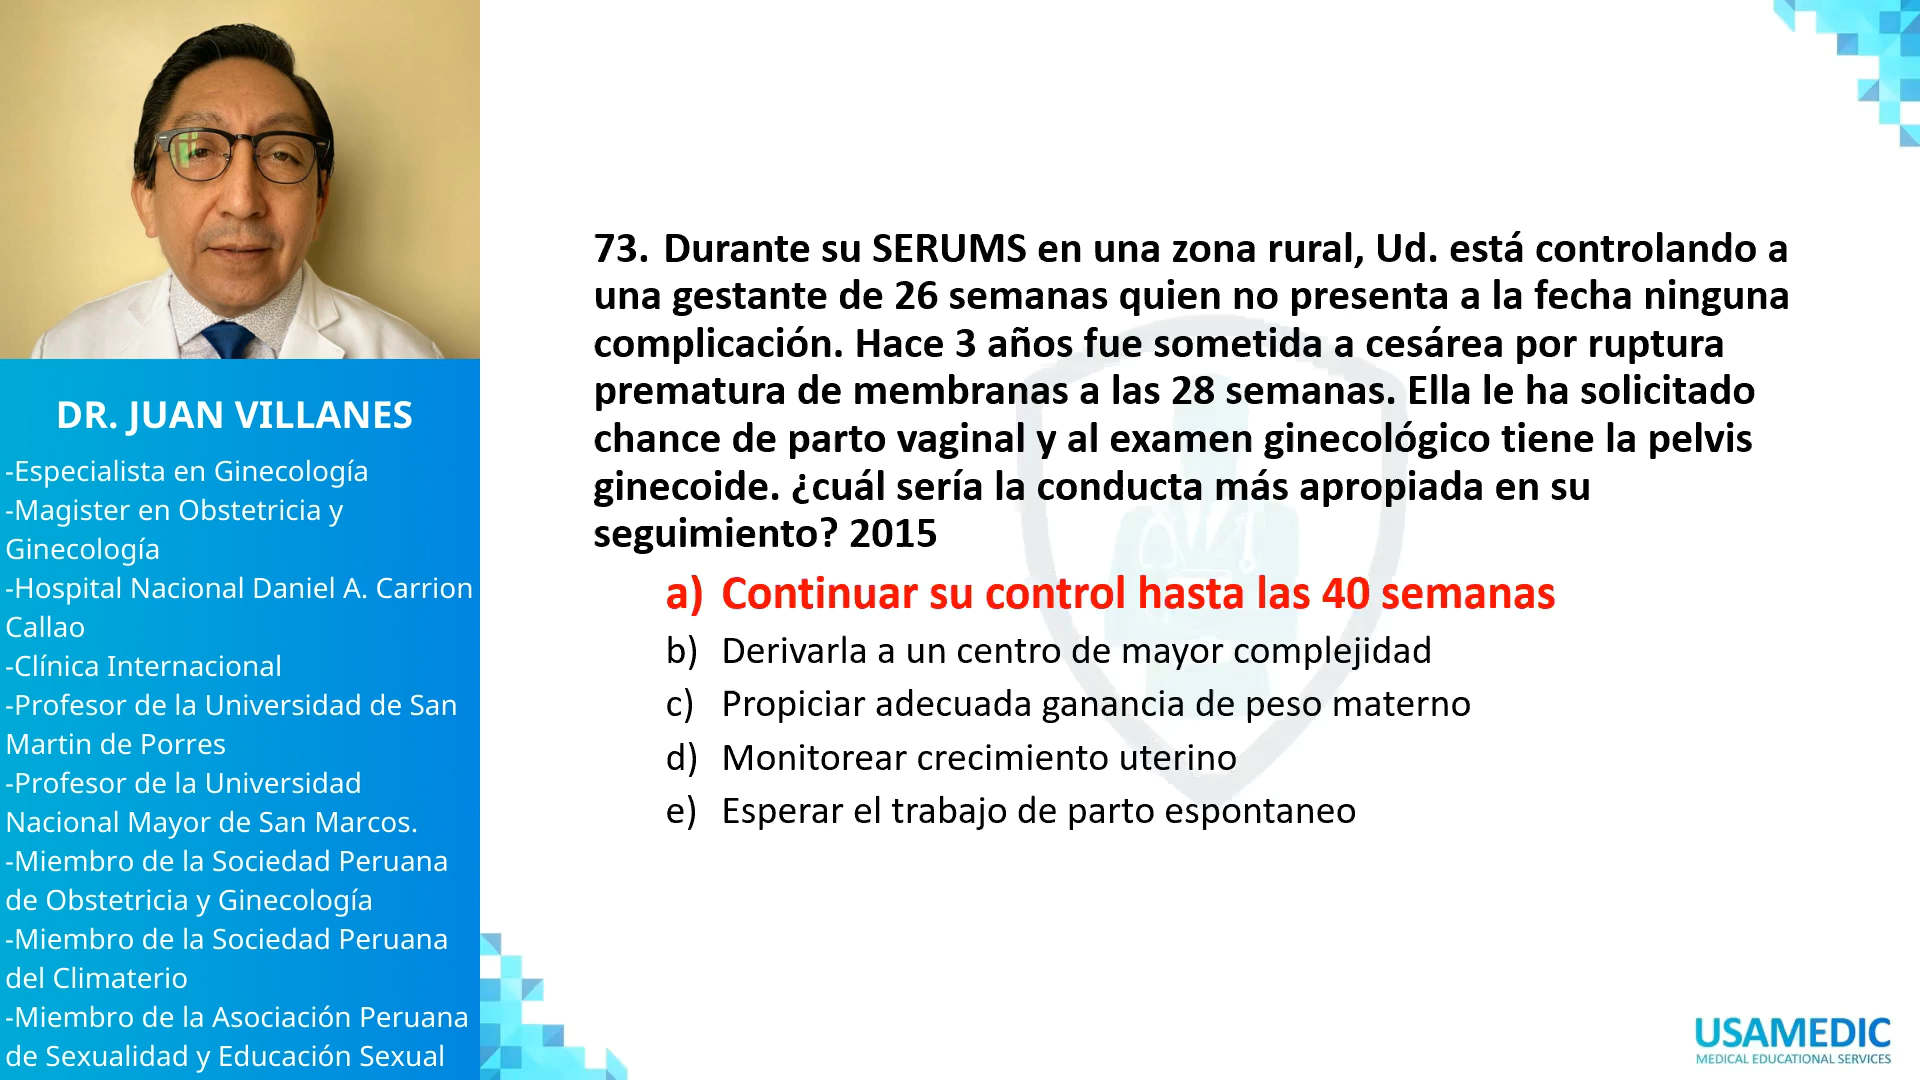 DR. JUAN VILLANES
-Especialista en Ginecología
-Magister en Obstetricia y
Ginecología
-Hospital Nacional Daniel A. Carrion
Callao
-Clínica Internacional
-Profesor de la Universidad de San
Martin de Porres
-Profesor de la Universidad
Nacional Mayor de San Marcos.
-Miembro de la Sociedad Peruana
de Obstetricia y Ginecología
-Miembro de la Sociedad Peruana
del Climaterio
-Miembro de la Asociación Peruana
de Sexualidad y Educación Sexual
73. Durante su SERUMS en una zona rural, Ud. está controlando a
una gestante de 26 semanas quien no presenta a la fecha ninguna
complicación. Hace 3 años fue sometida a cesárea por ruptura
prematura de membranas a las 28 semanas. Ella le ha solicitado
chance de parto vaginal y al examen ginecológico tiene la pelvis
ginecoide. ¿cuál sería la conducta más apropiada en su
seguimiento? 2015
a) Continuar su control hasta las 40 semanas
b) Derivarla a un centro de mayor complejidad
c) Propiciar adecuada ganancia de peso materno
d) Monitorear crecimiento uterino
e) Esperar el trabajo de parto espontaneo
USAMEDIC
MEDICAL EDUCATIONAL SERVICES